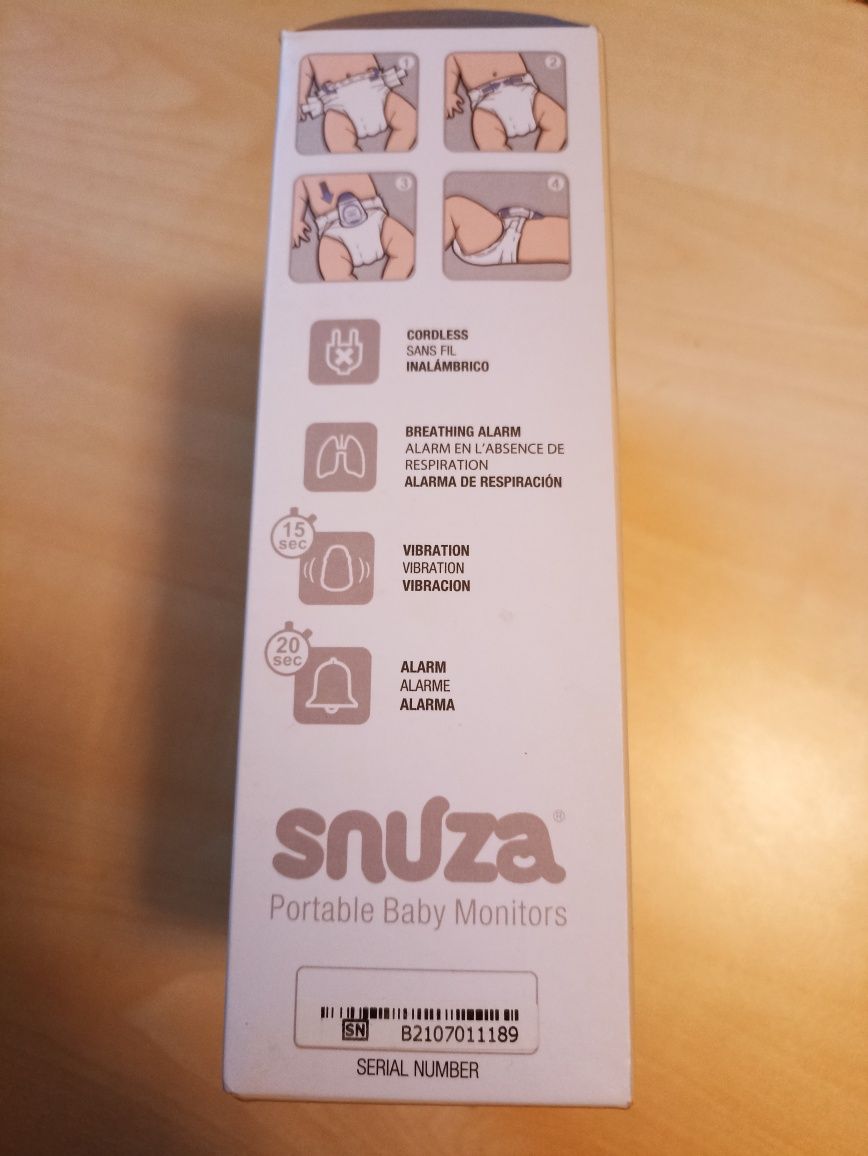 1
2
3
4
CORDLESS
SANS FIL
INALÁMBRICO
BREATHING ALARM
ALARM EN L'ABSENCE DE
RESPIRATION
ALARMA DE RESPIRACIÓN
15
sec
VIBRATION
VIBRATION
VIBRACION
20
sec
ALARM
ALARME
ALARMA
snuza®
Portable Baby Monitors
SN B2107011189
SERIAL NUMBER